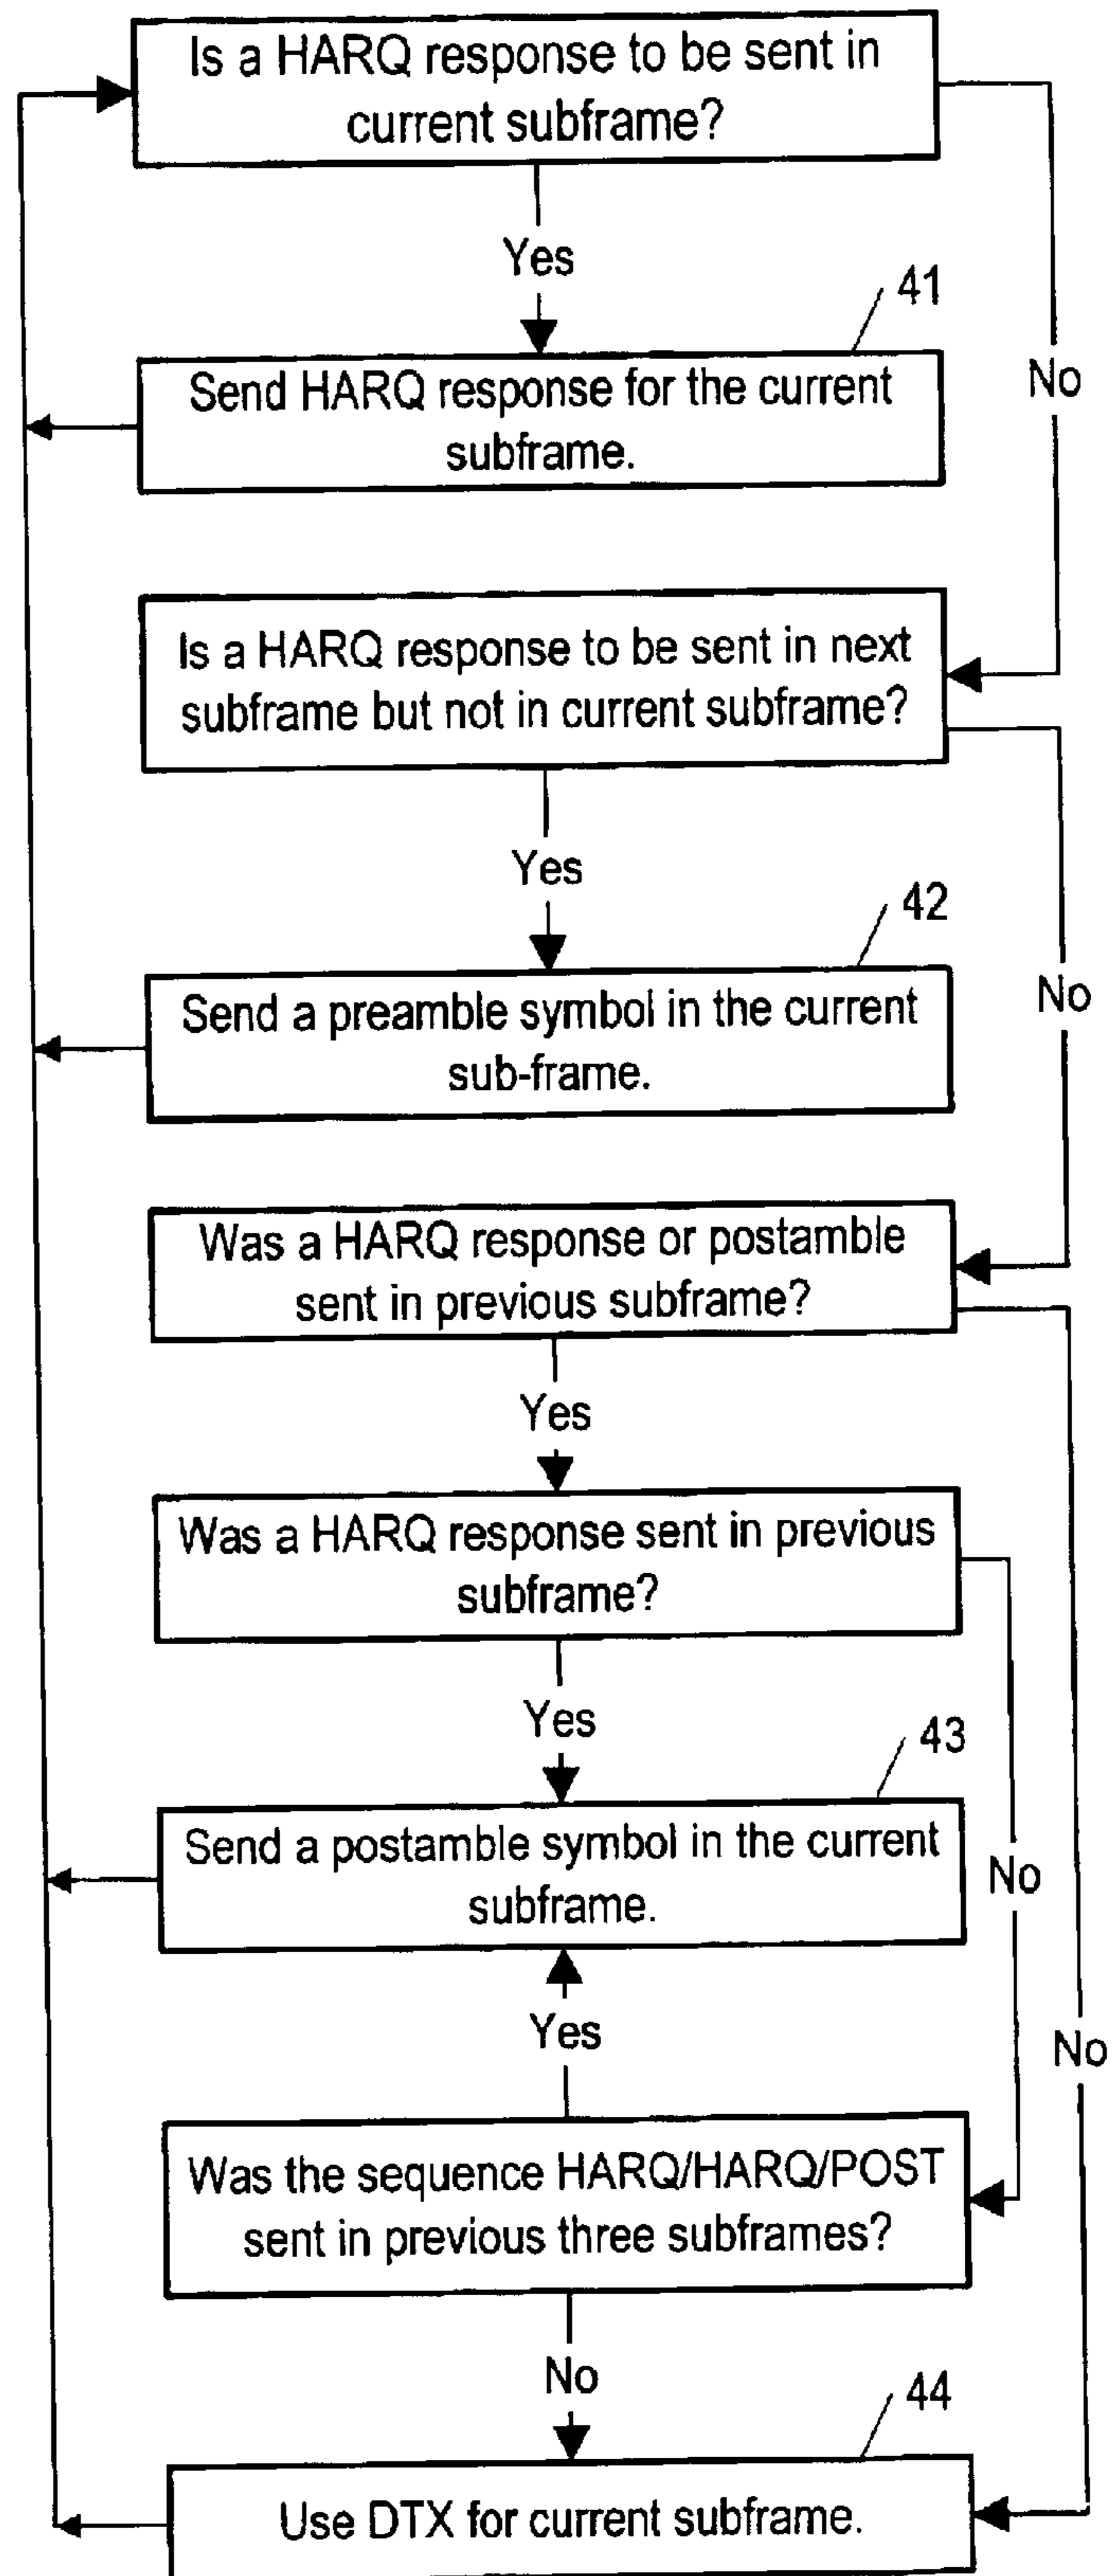 Is a HARQ response to be sent in
current subframe?
Yes
41
No
Send HARQ response for the current
subframe.
Is a HARQ response to be sent in next
subframe but not in current subframe?
Yes
42
No
Send a preamble symbol in the current
sub-frame.
Was a HARQ response or postamble
sent in previous subframe?
Yes
Was a HARQ response sent in previous
subframe?
Yes
43
Send a postamble symbol in the current
subframe.
No
Yes
No
Was the sequence HARQ/HARQ/POST
sent in previous three subframes?
No
44
Use DTX for current subframe.